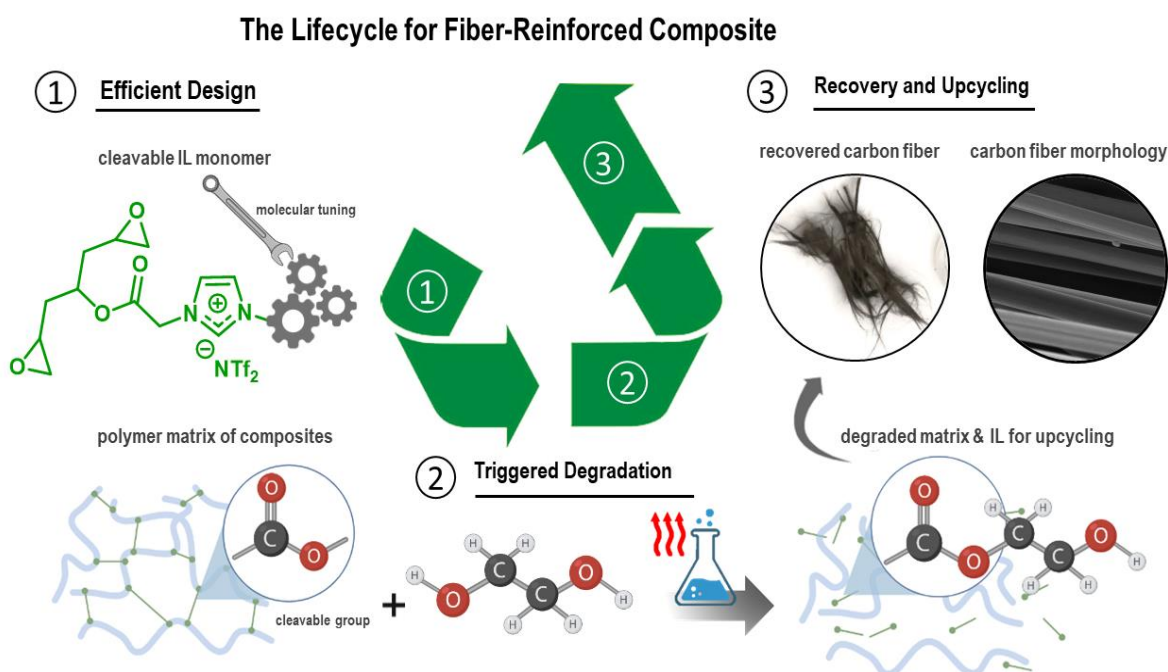 The Lifecycle for Fiber-Reinforced Composite
① Efficient Design
cleavable IL monomer
molecular tuning
O
O
O
N
N
⊕
O
⊖
NTf₂
①
②
③
③ Recovery and Upcycling
recovered carbon fiber
carbon fiber morphology
polymer matrix of composites
O
C
O
cleavable group
② Triggered Degradation
+
H
H
H
O
C
C
O
H
H
H
degraded matrix & IL for upcycling
O
C
O
H
H
C
C
O
H
H
H